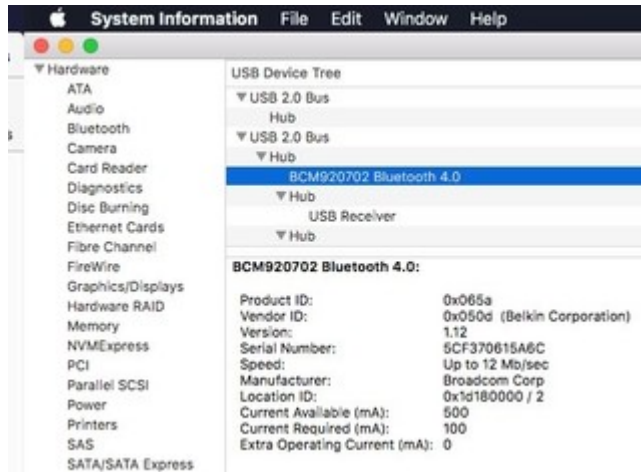 System Information File Edit Window Help
Hardware
ATA
Audio
Bluetooth
Camera
Card Reader
Diagnostics
Disc Burning
Ethernet Cards
Fibre Channel
FireWire
Graphics/Displays
Hardware RAID
Memory
NVMExpress
PCI
Parallel SCSI
Power
Printers
SAS
SATA/SATA Express
USB Device Tree
USB 2.0 Bus
Hub
USB 2.0 Bus
Hub
BCM920702 Bluetooth 4.0
Hub
USB Receiver
Hub
BCM920702 Bluetooth 4.0:
Product ID: 0x065a
Vendor ID: 0x050d (Belkin Corporation)
Version: 1.12
Serial Number: 5CF370615A6C
Speed: Up to 12 Mb/sec
Manufacturer: Broadcom Corp
Location ID: 0x1d180000 / 2
Current Available (mA): 500
Current Required (mA): 100
Extra Operating Current (mA): 0